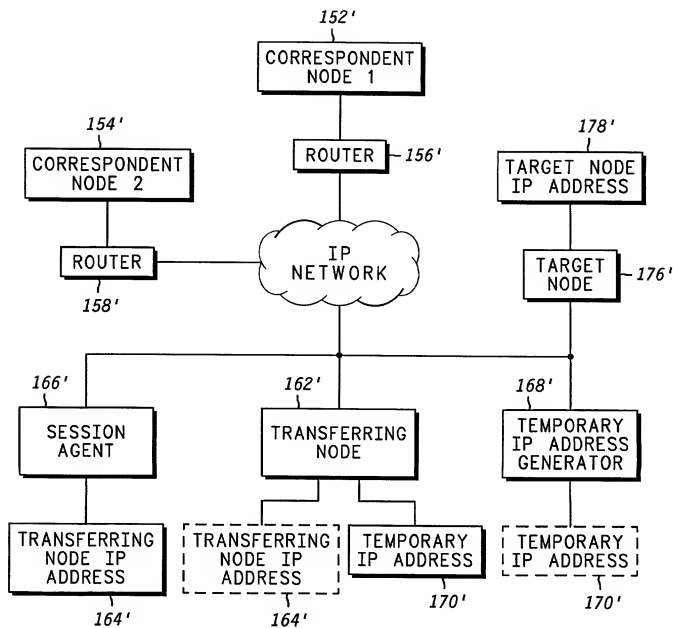 152'
CORRESPONDENT
NODE 1
154'
CORRESPONDENT
NODE 2
ROUTER
156'
178'
TARGET NODE
IP ADDRESS
ROUTER
158'
IP
NETWORK
TARGET
NODE
176'
166'
SESSION
AGENT
162'
TRANSFERRING
NODE
168'
TEMPORARY
IP ADDRESS
GENERATOR
TRANSFERRING
NODE IP
ADDRESS
164'
TRANSFERRING
NODE IP
ADDRESS
164'
TEMPORARY
IP ADDRESS
170'
TEMPORARY
IP ADDRESS
170'